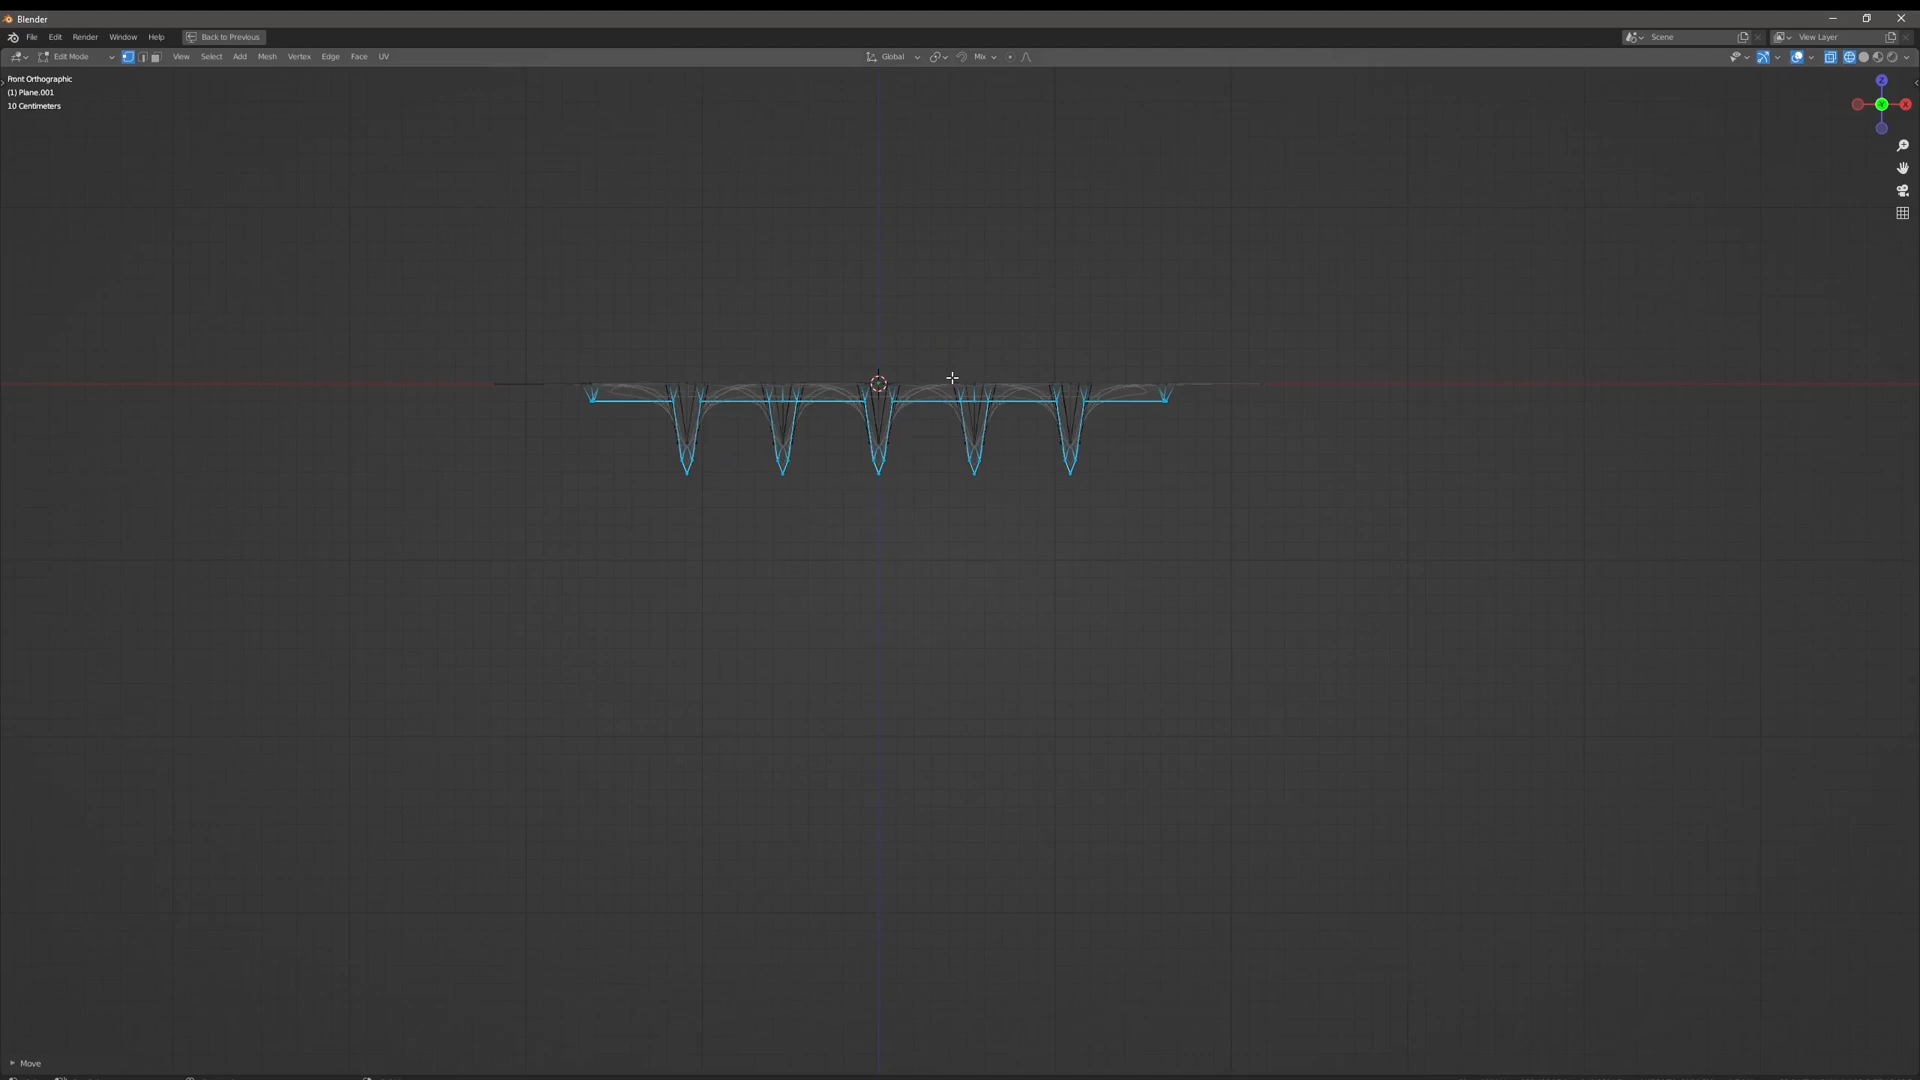 Blender
File Edit Render Window Help Back to Previous Scene View Layer
Edit Mode View Select Add Mesh Vertex Edge Face UV Global Mix
Front Orthographic
(1) Plane.001
10 Centimeters
Z
Y
X
Move